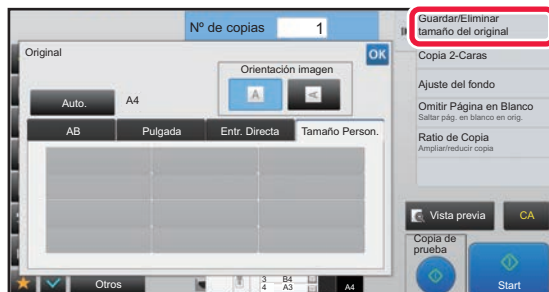 Nº de copias 1
Guardar/Eliminar
tamaño del original
Original
OK
Copia 2-Caras
Orientación imagen
A
A
Ajuste del fondo
Auto.
A4
Omitir Página en Blanco
Saltar pág. en blanco en orig.
AB
Pulgada
Entr. Directa
Tamaño Person.
Ratio de Copia
Ampliar/reducir copia
Vista previa
CA
Copia de
prueba
Otros
3 B4
4 A3
A4
Start